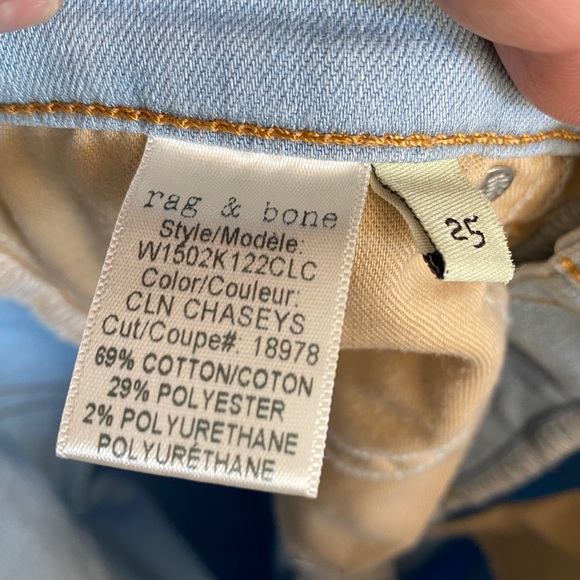 rag & bone
Style/Modèle:
W1502K122CLC
Color/Couleur:
CLN CHASEYS
Cut/Coupe#: 18978
69% COTTON/COTON
29% POLYESTER
2% POLYURETHANE
POLYURÉTHANE
25